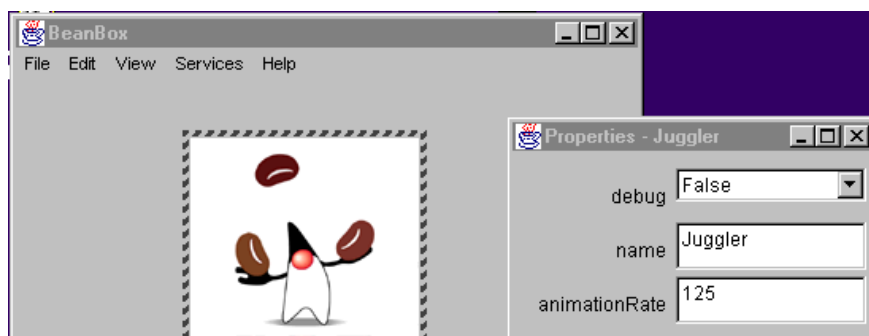 BeanBox
File Edit View Services Help
Properties - Juggler
debug False
name Juggler
animationRate 125